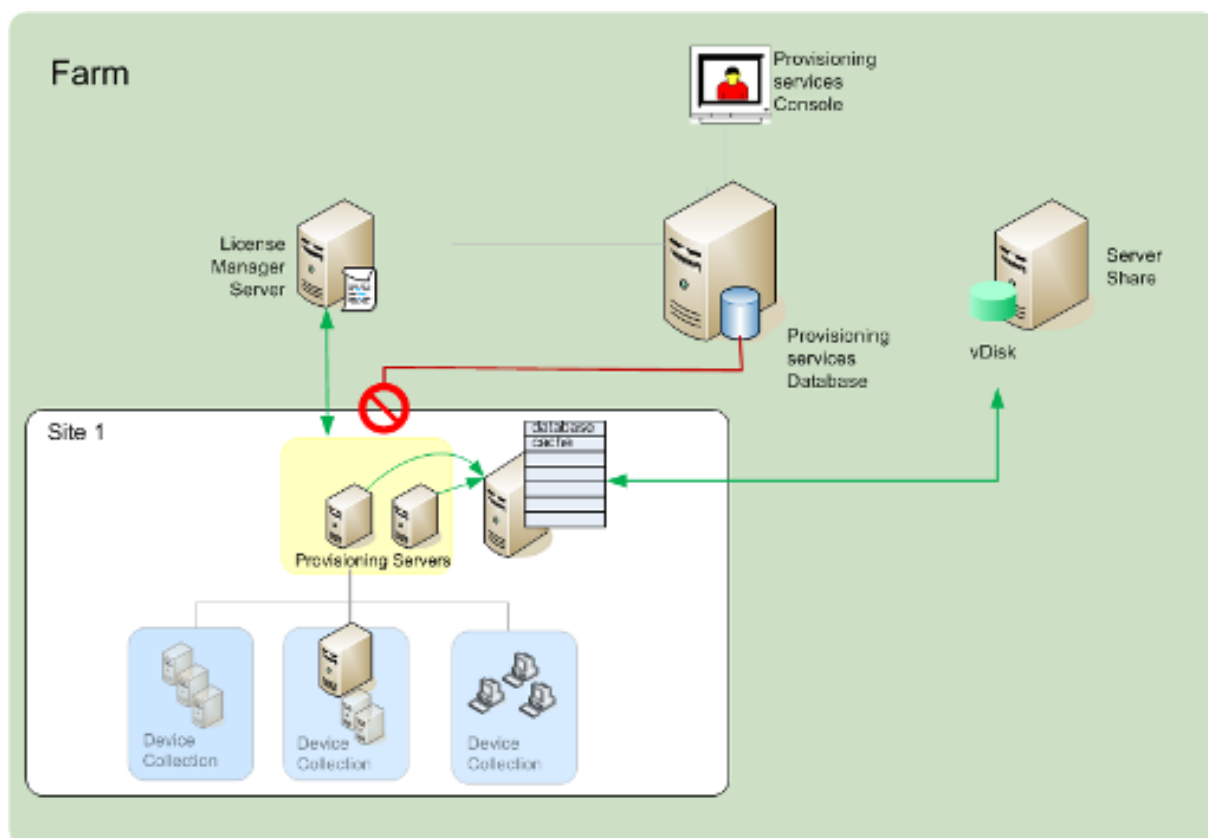 Farm
Provisioning
services
Console
License
Manager
Server
Server
Share
vDisk
Provisioning
services
Database
Site 1
database
cache
Provisioning Servers
Device
Collection
Device
Collection
Device
Collection